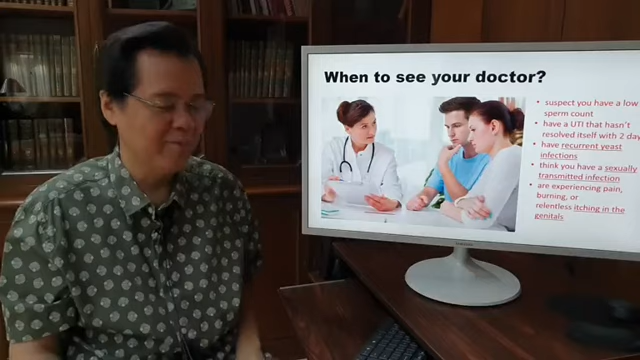 When to see your doctor?
• suspect you have a low
sperm count
• have a UTI that hasn't
resolved itself with 2 day
• have recurrent yeast
infections
• think you have a sexually
transmitted infection
• are experiencing pain,
burning, or
relentless itching in the
genitals